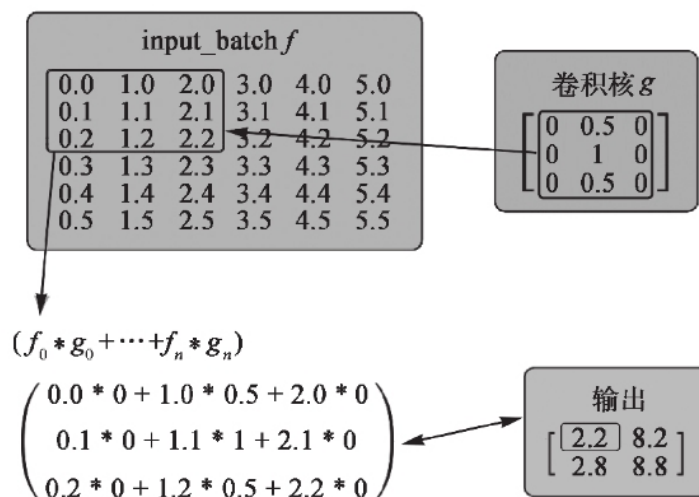 input_batch f
0.0 1.0 2.0 3.0 4.0 5.0
0.1 1.1 2.1 3.1 4.1 5.1
0.2 1.2 2.2 3.2 4.2 5.2
0.3 1.3 2.3 3.3 4.3 5.3
0.4 1.4 2.4 3.4 4.4 5.4
0.5 1.5 2.5 3.5 4.5 5.5
卷积核 g
0 0.5 0
0 1 0
0 0.5 0
(f₀ * g₀ + ⋯ + fₙ * gₙ)
0.0 * 0 + 1.0 * 0.5 + 2.0 * 0
0.1 * 0 + 1.1 * 1 + 2.1 * 0
0.2 * 0 + 1.2 * 0.5 + 2.2 * 0
输出
2.2 8.2
2.8 8.8